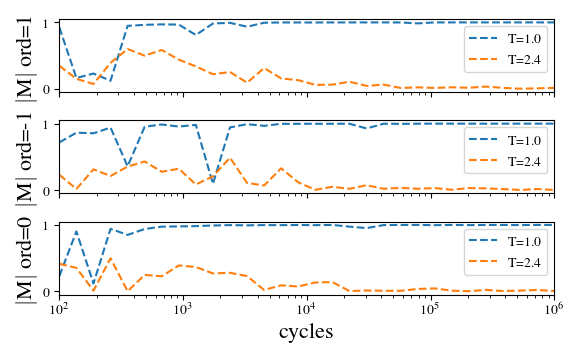 |M| ord=1
1
0
T=1.0
T=2.4
|M| ord=-1
1
0
T=1.0
T=2.4
|M| ord=0
1
0
T=1.0
T=2.4
10² 10³ 10⁴ 10⁵ 10⁶
cycles